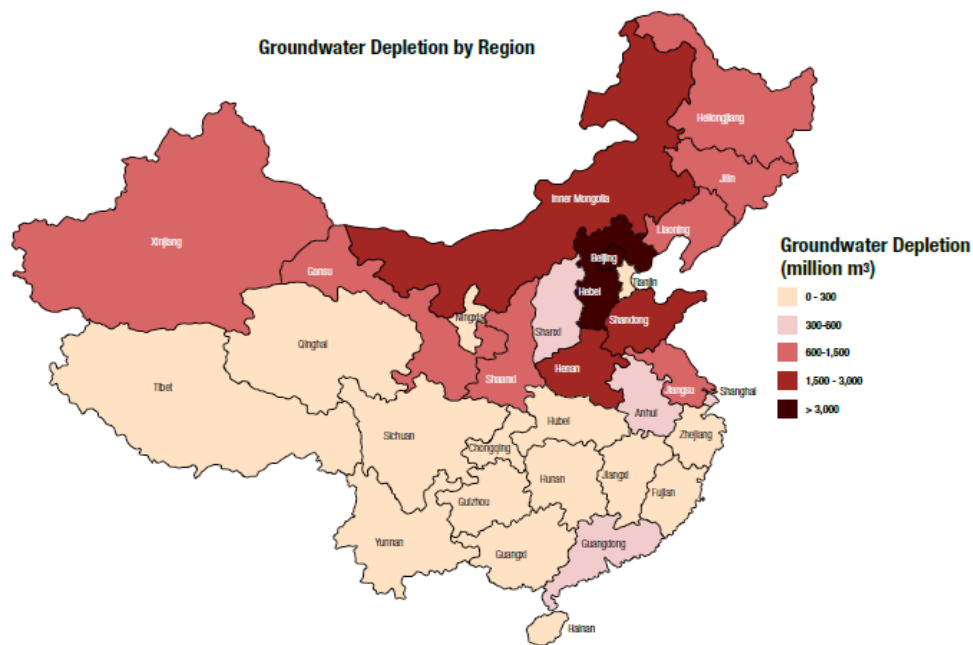 Groundwater Depletion by Region
Heilongjiang
Jilin
Inner Mongolia
Liaoning
Xinjiang
Gansu
Beijing
Tianjin
Hebei
Ningxia
Shanxi
Shandong
Qinghai
Tibet
Shaanxi
Henan
Jiangsu
Shanghai
Anhui
Sichuan
Hubei
Chongqing
Zhejiang
Hunan
Jiangxi
Guizhou
Fujian
Yunnan
Guangxi
Guangdong
Hainan
Groundwater Depletion
(million m³)
0 - 300
300-600
600-1,500
1,500 - 3,000
> 3,000